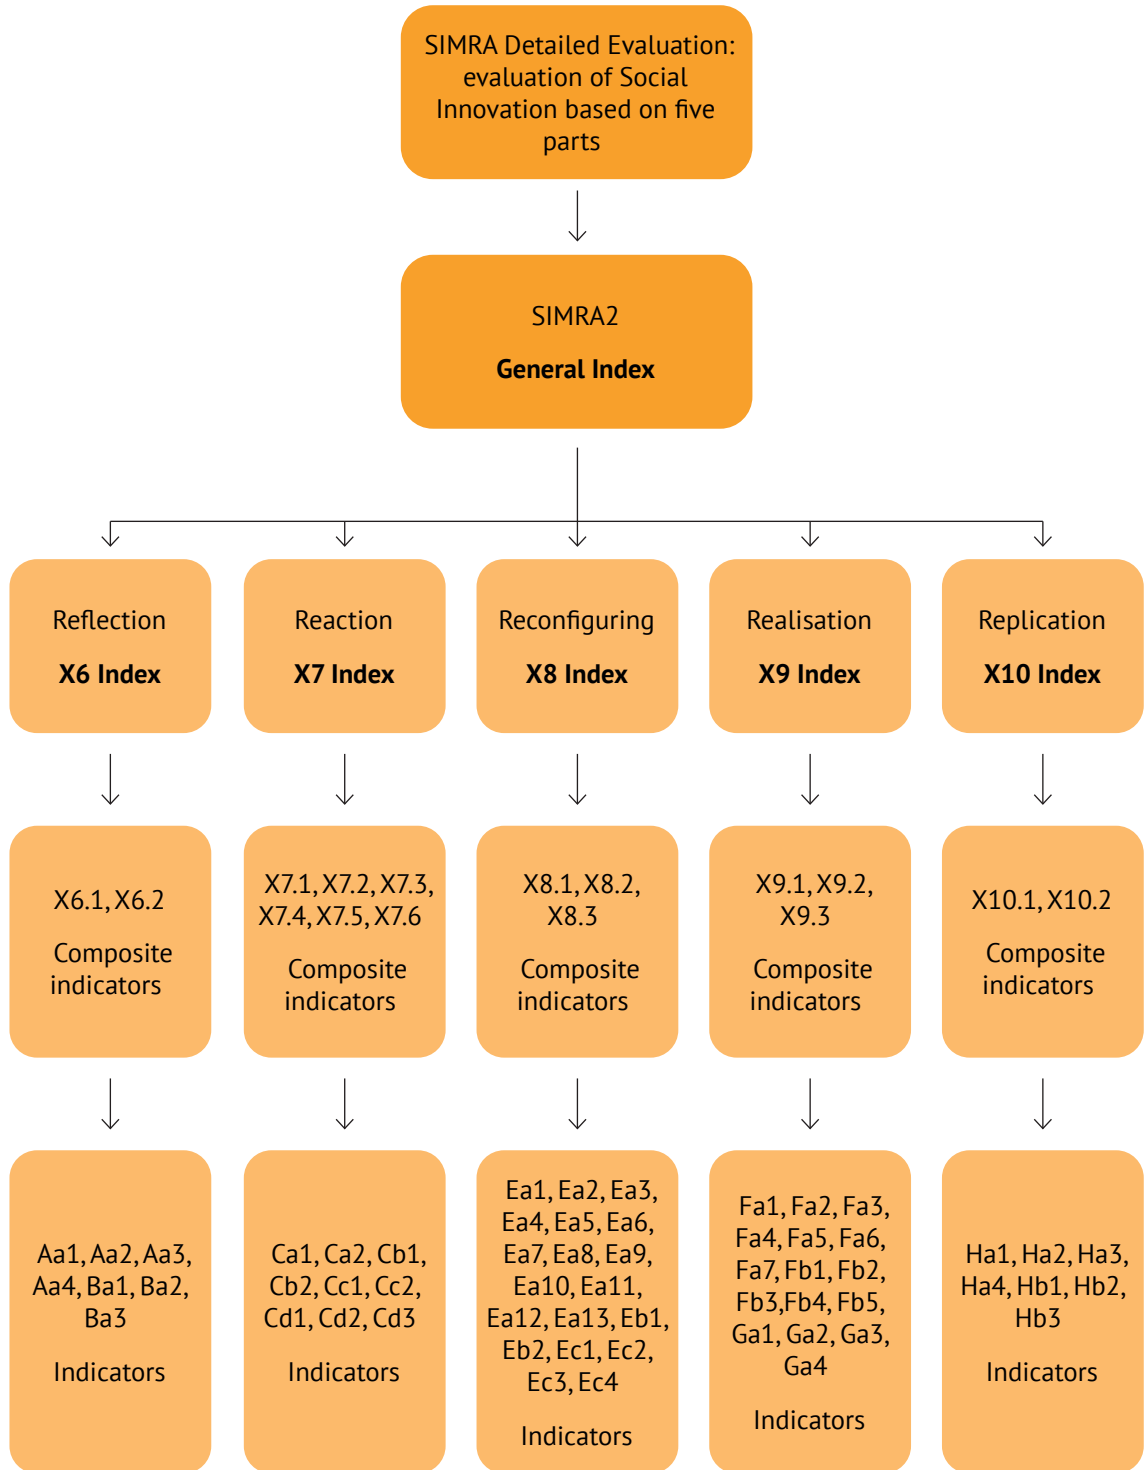 SIMRA Detailed Evaluation:
evaluation of Social
Innovation based on five
parts
SIMRA2
General Index
Reflection
X6 Index
Reaction
X7 Index
Reconfiguring
X8 Index
Realisation
X9 Index
Replication
X10 Index
X6.1, X6.2
Composite
indicators
X7.1, X7.2, X7.3,
X7.4, X7.5, X7.6
Composite
indicators
X8.1, X8.2,
X8.3
Composite
indicators
X9.1, X9.2,
X9.3
Composite
indicators
X10.1, X10.2
Composite
indicators
Aa1, Aa2, Aa3,
Aa4, Ba1, Ba2,
Ba3
Indicators
Ca1, Ca2, Cb1,
Cb2, Cc1, Cc2,
Cd1, Cd2, Cd3
Indicators
Ea1, Ea2, Ea3,
Ea4, Ea5, Ea6,
Ea7, Ea8, Ea9,
Ea10, Ea11,
Ea12, Ea13, Eb1,
Eb2, Ec1, Ec2,
Ec3, Ec4
Indicators
Fa1, Fa2, Fa3,
Fa4, Fa5, Fa6,
Fa7, Fb1, Fb2,
Fb3,Fb4, Fb5,
Ga1, Ga2, Ga3,
Ga4
Indicators
Ha1, Ha2, Ha3,
Ha4, Hb1, Hb2,
Hb3
Indicators